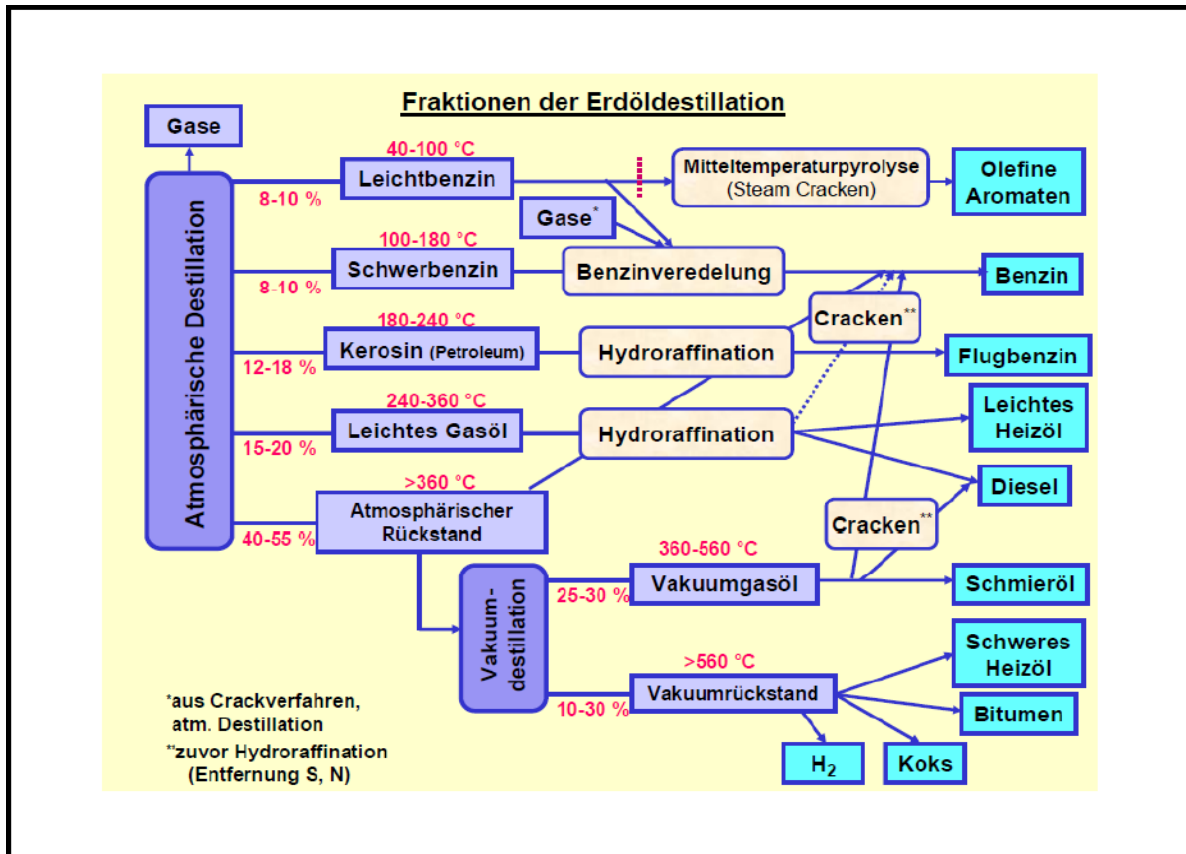 Fraktionen der Erdöldestillation
Gase
Atmosphärische Destillation
40-100 °C
8-10 %
Leichtbenzin
Mitteltemperaturpyrolyse
(Steam Cracken)
Olefine
Aromaten
Gase*
100-180 °C
8-10 %
Schwerbenzin
Benzinveredelung
Benzin
180-240 °C
12-18 %
Kerosin (Petroleum)
Hydroraffination
Cracken**
Flugbenzin
240-360 °C
15-20 %
Leichtes Gasöl
Hydroraffination
Leichtes
Heizöl
Diesel
>360 °C
40-55 %
Atmosphärischer
Rückstand
Cracken**
Vakuum-
destillation
360-560 °C
25-30 %
Vakuumgasöl
Schmieröl
>560 °C
10-30 %
Vakuumrückstand
Schweres
Heizöl
Bitumen
H₂
Koks
*aus Crackverfahren,
atm. Destillation
**zuvor Hydroraffination
(Entfernung S, N)